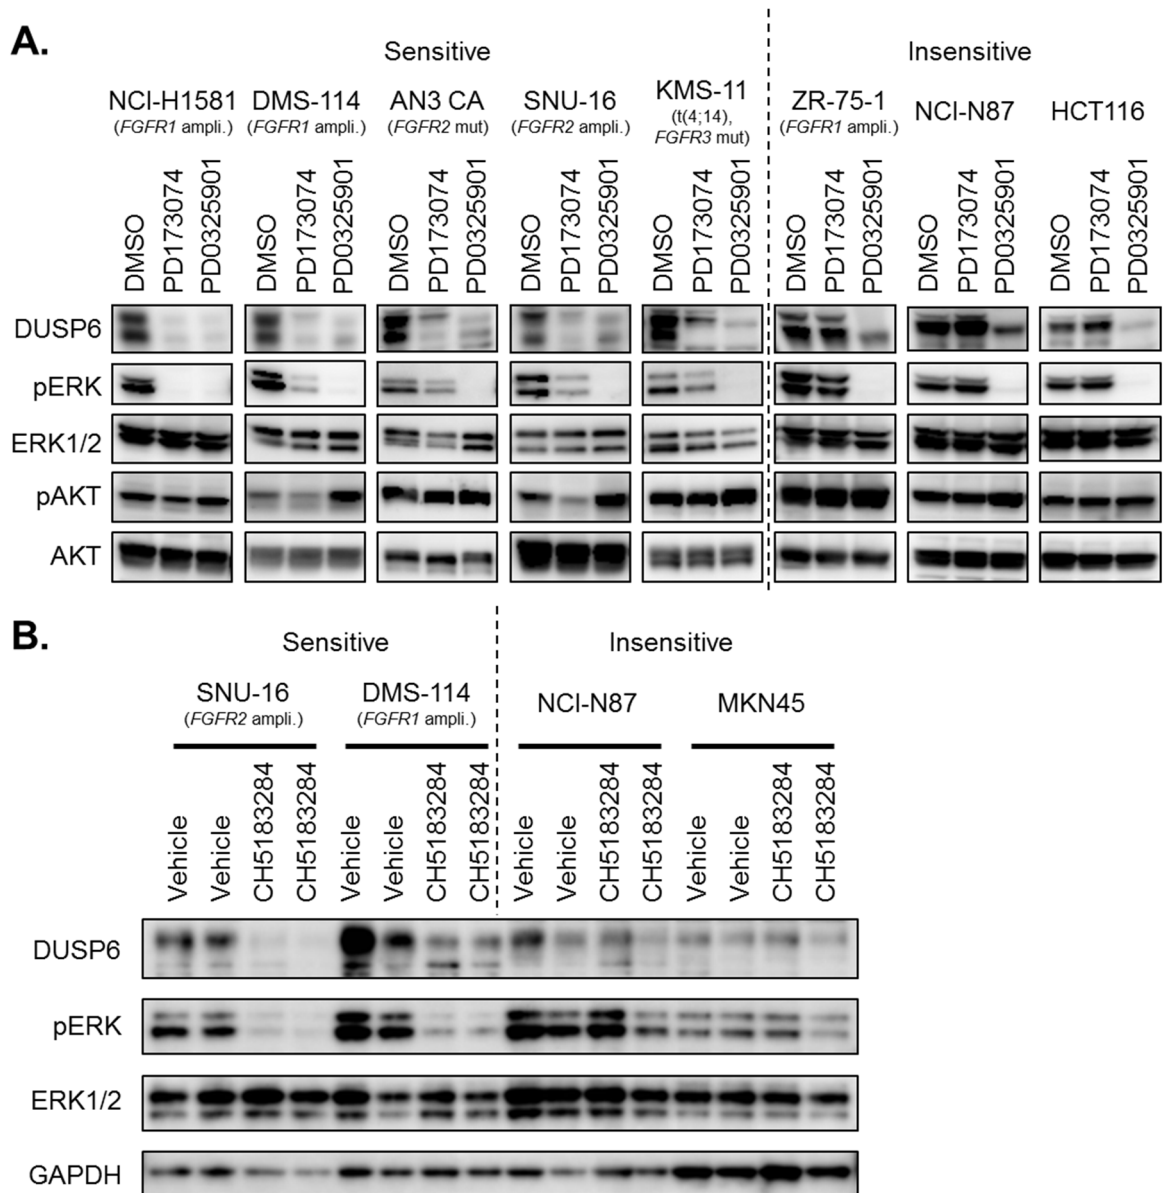 A.
Sensitive
Insensitive
NCI-H1581 DMS-114 AN3 CA SNU-16 KMS-11 ZR-75-1 NCI-N87 HCT116
(FGFR1 ampli.) (FGFR1 ampli.) (FGFR2 mut) (FGFR2 ampli.) (t(4;14), FGFR3 mut) (FGFR1 ampli.)
DMSO PD173074 PD0325901 DMSO PD173074 PD0325901 DMSO PD173074 PD0325901 DMSO PD173074 PD0325901 DMSO PD173074 PD0325901 DMSO PD173074 PD0325901 DMSO PD173074 PD0325901 DMSO PD173074 PD0325901
DUSP6
pERK
ERK1/2
pAKT
AKT
B.
Sensitive
Insensitive
SNU-16 DMS-114 NCI-N87 MKN45
(FGFR2 ampli.) (FGFR1 ampli.)
Vehicle Vehicle CH5183284 CH5183284 Vehicle Vehicle CH5183284 CH5183284 Vehicle Vehicle CH5183284 CH5183284 Vehicle Vehicle CH5183284 CH5183284
DUSP6
pERK
ERK1/2
GAPDH